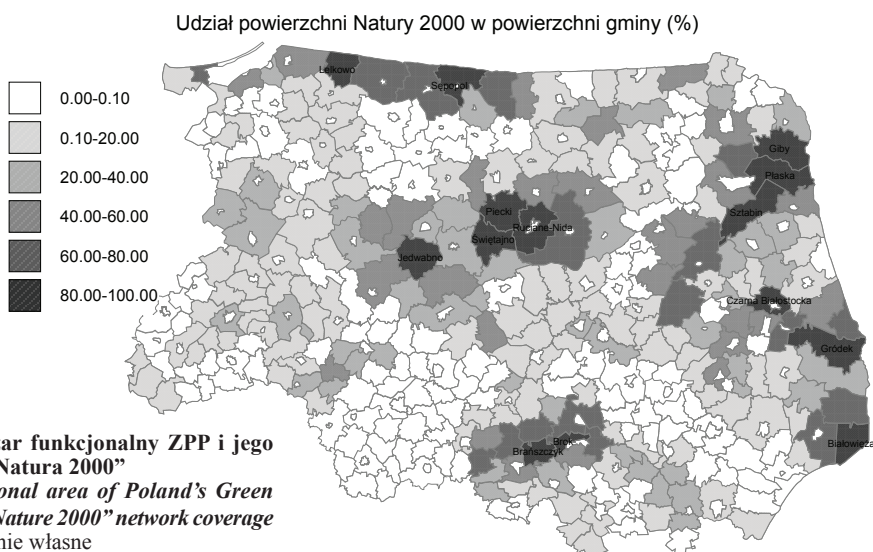 Udział powierzchni Natury 2000 w powierzchni gminy (%)
0.00-0.10
0.10-20.00
20.00-40.00
40.00-60.00
60.00-80.00
80.00-100.00
Lelkowo
Sępopol
Giby
Płaska
Sztabin
Piecki
Ruciane-Nida
Świętajno
Jedwabno
Czarna Białostocka
Gródek
Brok
Brańszczyk
Białowieża
ar funkcjonalny ZPP i jego
Natura 2000”
onal area of Poland’s Green
Nature 2000” network coverage
nie własne